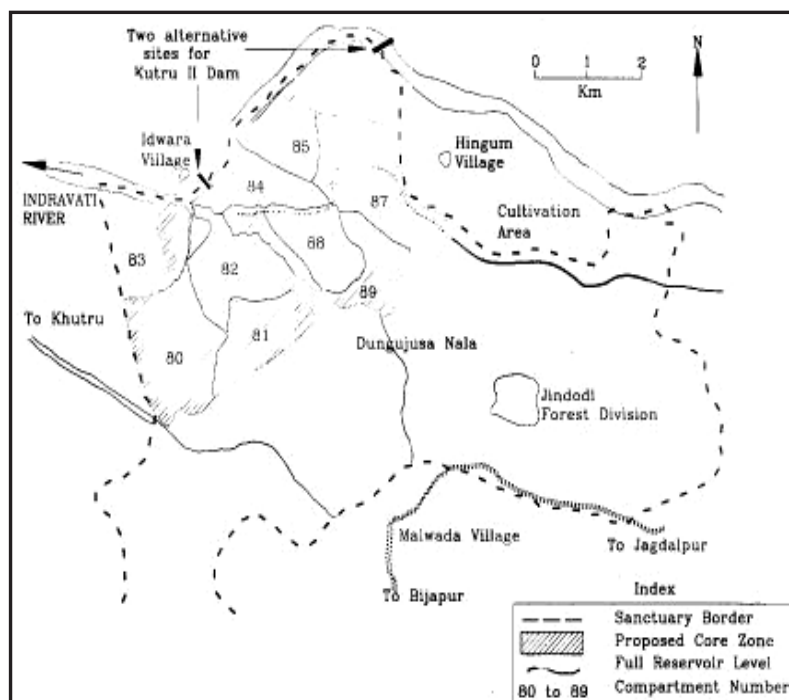 Two alternative
sites for
Kutru II Dam
N
0 1 2
Km
Idwara
Village
85
Hingum
Village
84
87
INDRAVATI
RIVER
Cultivation
Area
88
83
82
89
To Khutru
81
Dungujusa Nala
80
Jindodi
Forest Division
Malwada Village
To Jagdalpur
To Bijapur
Index
Sanctuary Border
Proposed Core Zone
Full Reservoir Level
80 to 89 Compartment Number